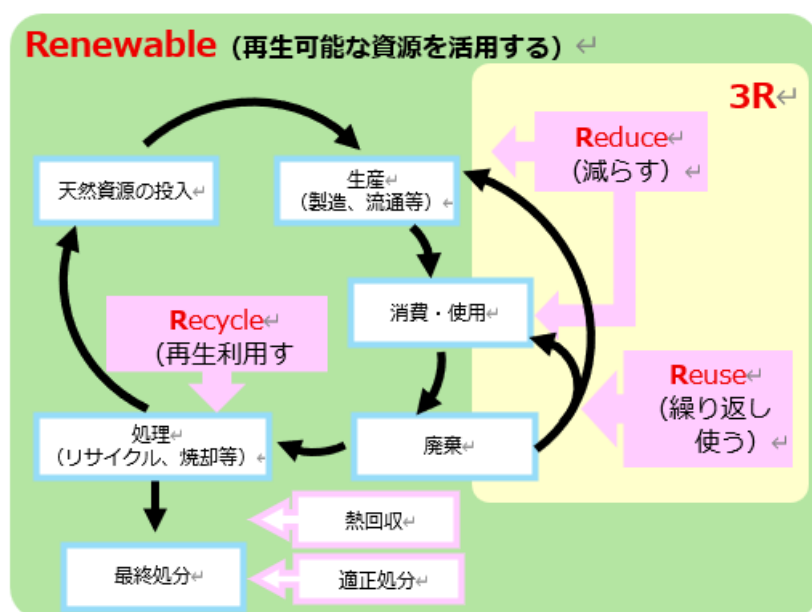 Renewable（再生可能な資源を活用する）↵
3R↵
Reduce↵
（減らす）↵
天然資源の投入↵
生産↵
（製造、流通等）↵
消費・使用↵
Recycle↵
(再生利用す
Reuse↵
（繰り返し
使う）↵
処理↵
（リサイクル、焼却等）↵
廃棄↵
熱回収↵
最終処分↵
適正処分↵